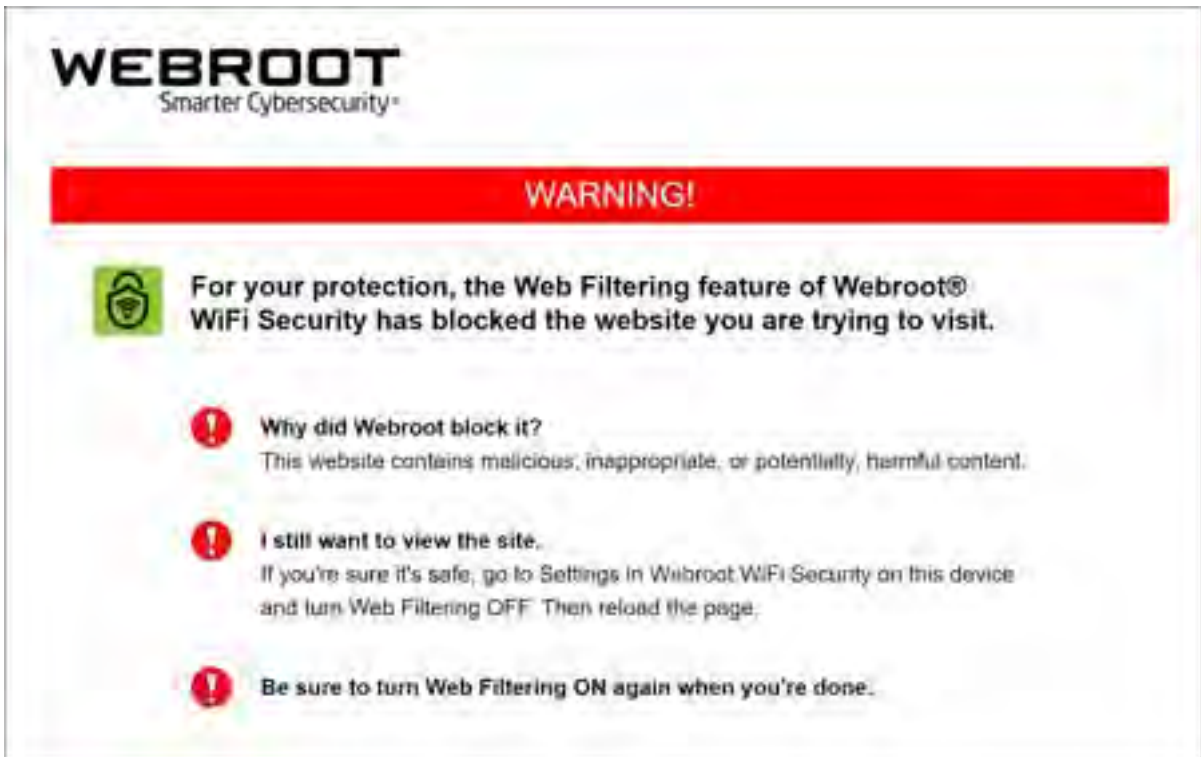 WEBROOT
Smarter Cybersecurity
WARNING!
For your protection, the Web Filtering feature of Webroot®
WiFi Security has blocked the website you are trying to visit.
Why did Webroot block it?
This website contains malicious, inappropriate, or potentially, harmful content.
I still want to view the site.
If you're sure it's safe, go to Settings in Webroot WiFi Security on this device
and turn Web Filtering OFF. Then reload the page.
Be sure to turn Web Filtering ON again when you're done.